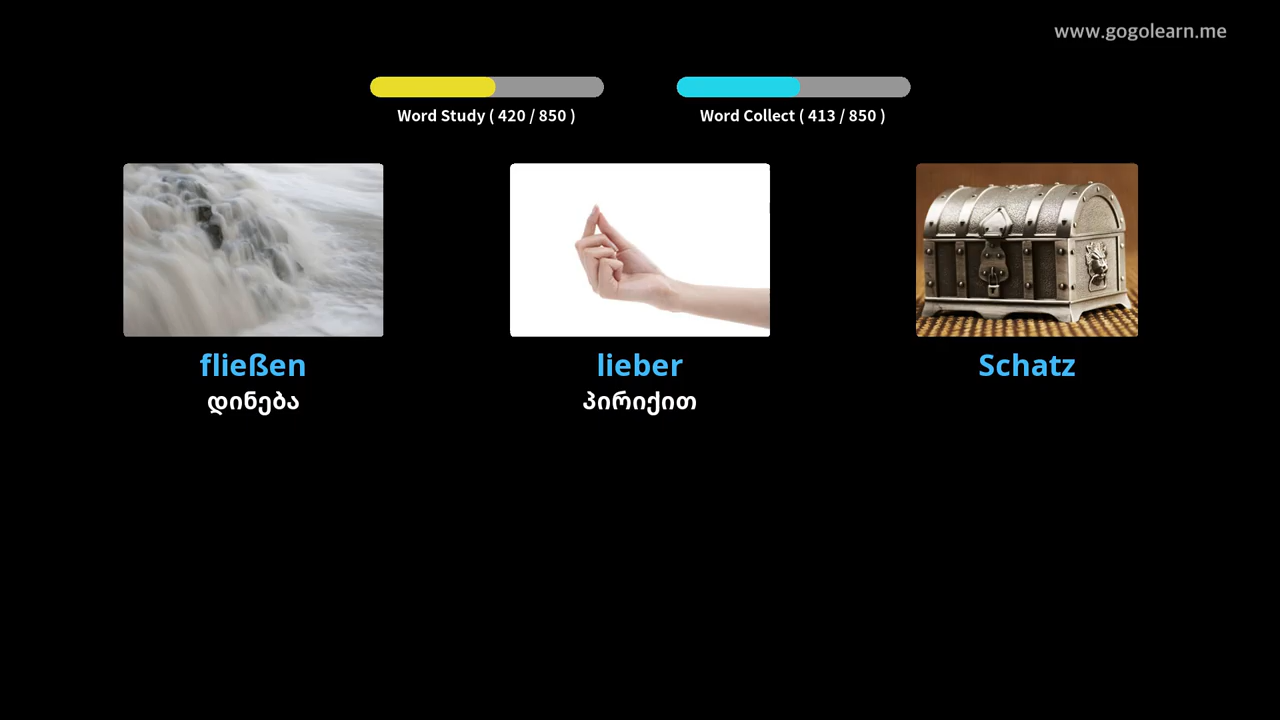 www.gogolearn.me
Word Study ( 420 / 850 )
Word Collect ( 413 / 850 )
fließen
lieber
Schatz
დინება
პირიქით